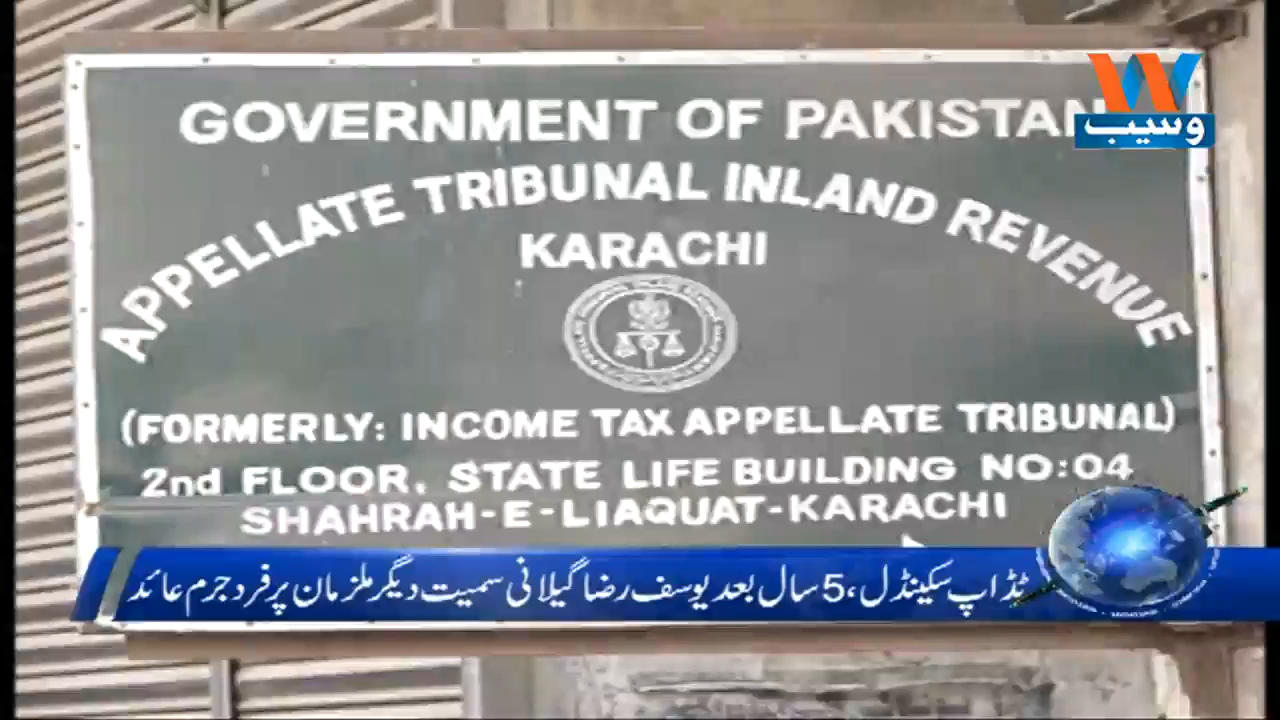 GOVERNMENT OF PAKISTAN
وسیب
APPELLATE TRIBUNAL INLAND REVENUE
KARACHI
(FORMERLY: INCOME TAX APPELLATE TRIBUNAL)
2nd FLOOR, STATE LIFE BUILDING NO:04
SHAHRAH-E-LIAQUAT-KARACHI
ٹڈاپ سکینڈل، 5 سال بعد یوسف رضا گیلانی سمیت دیگر ملزمان پر فرد جرم عائد